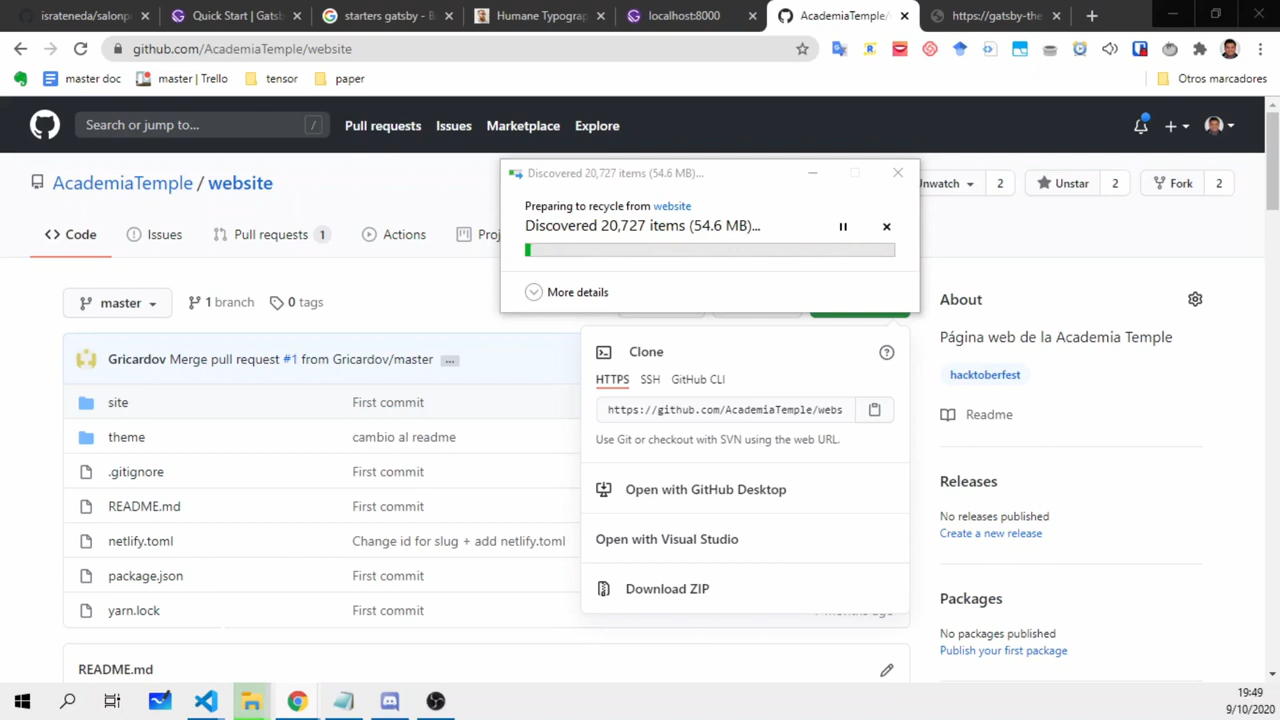 israteneda/salonp
Quick Start | Gatsb
starters gatsby - B
Humane Typograp
localhost:8000
AcademiaTemple/
https://gatsby-the
github.com/AcademiaTemple/website
master doc
master | Trello
tensor
paper
Otros marcadores
Search or jump to...
/
Pull requests
Issues
Marketplace
Explore
AcademiaTemple / website
Unwatch
2
Unstar
2
Fork
2
Code
Issues
Pull requests
1
Actions
Proj
Discovered 20,727 items (54.6 MB)...
Preparing to recycle from website
Discovered 20,727 items (54.6 MB)...
More details
master
1 branch
0 tags
Gricardov Merge pull request #1 from Gricardov/master
site
First commit
theme
cambio al readme
.gitignore
First commit
README.md
First commit
netlify.toml
Change id for slug + add netlify.toml
package.json
First commit
yarn.lock
First commit
Clone
HTTPS
SSH
GitHub CLI
https://github.com/AcademiaTemple/webs
Use Git or checkout with SVN using the web URL.
Open with GitHub Desktop
Open with Visual Studio
Download ZIP
About
Página web de la Academia Temple
hacktoberfest
Readme
Releases
No releases published
Create a new release
Packages
No packages published
Publish your first package
README.md
19:49
9/10/2020